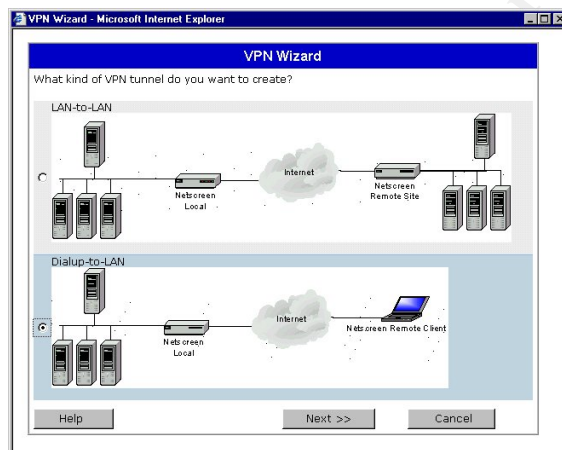 VPN Wizard - Microsoft Internet Explorer
VPN Wizard
What kind of VPN tunnel do you want to create?
LAN-to-LAN
Internet
Netscreen
Local
Netscreen
Remote Site
Dialup-to-LAN
Internet
Netscreen
Local
Netscreen Remote Client
Help
Next >>
Cancel